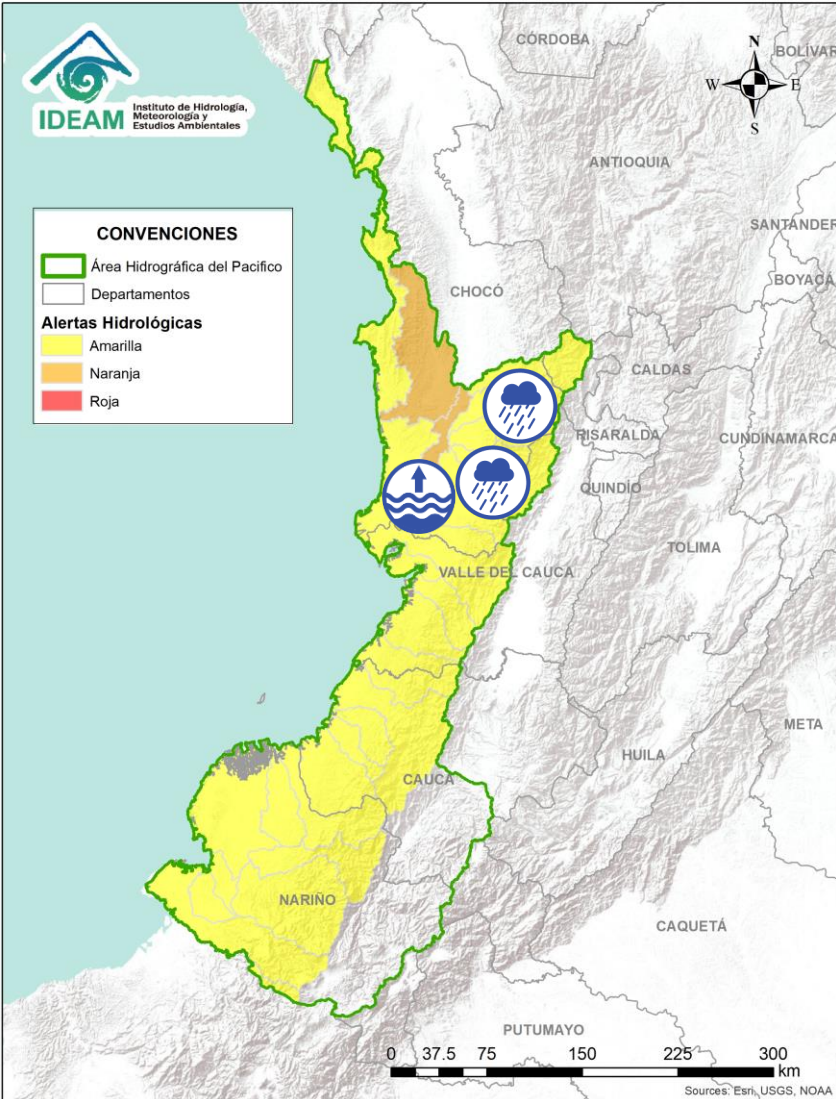 IDEAM
Instituto de Hidrología,
Meteorología y
Estudios Ambientales
N
W
E
S
CÓRDOBA
BOLÍVAR
ANTIOQUIA
SANTANDER
BOYACÁ
CHOCÓ
CONVENCIONES
Área Hidrográfica del Pacifico
Departamentos
Alertas Hidrológicas
Amarilla
Naranja
Roja
CALDAS
RISARALDA
CUNDINAMARCA
QUINDÍO
TOLIMA
VALLE DEL CAUCA
META
HUILA
CAUCA
NARIÑO
CAQUETÁ
PUTUMAYO
0 37.5 75 150 225 300
km
Sources: Esri, USGS, NOAA